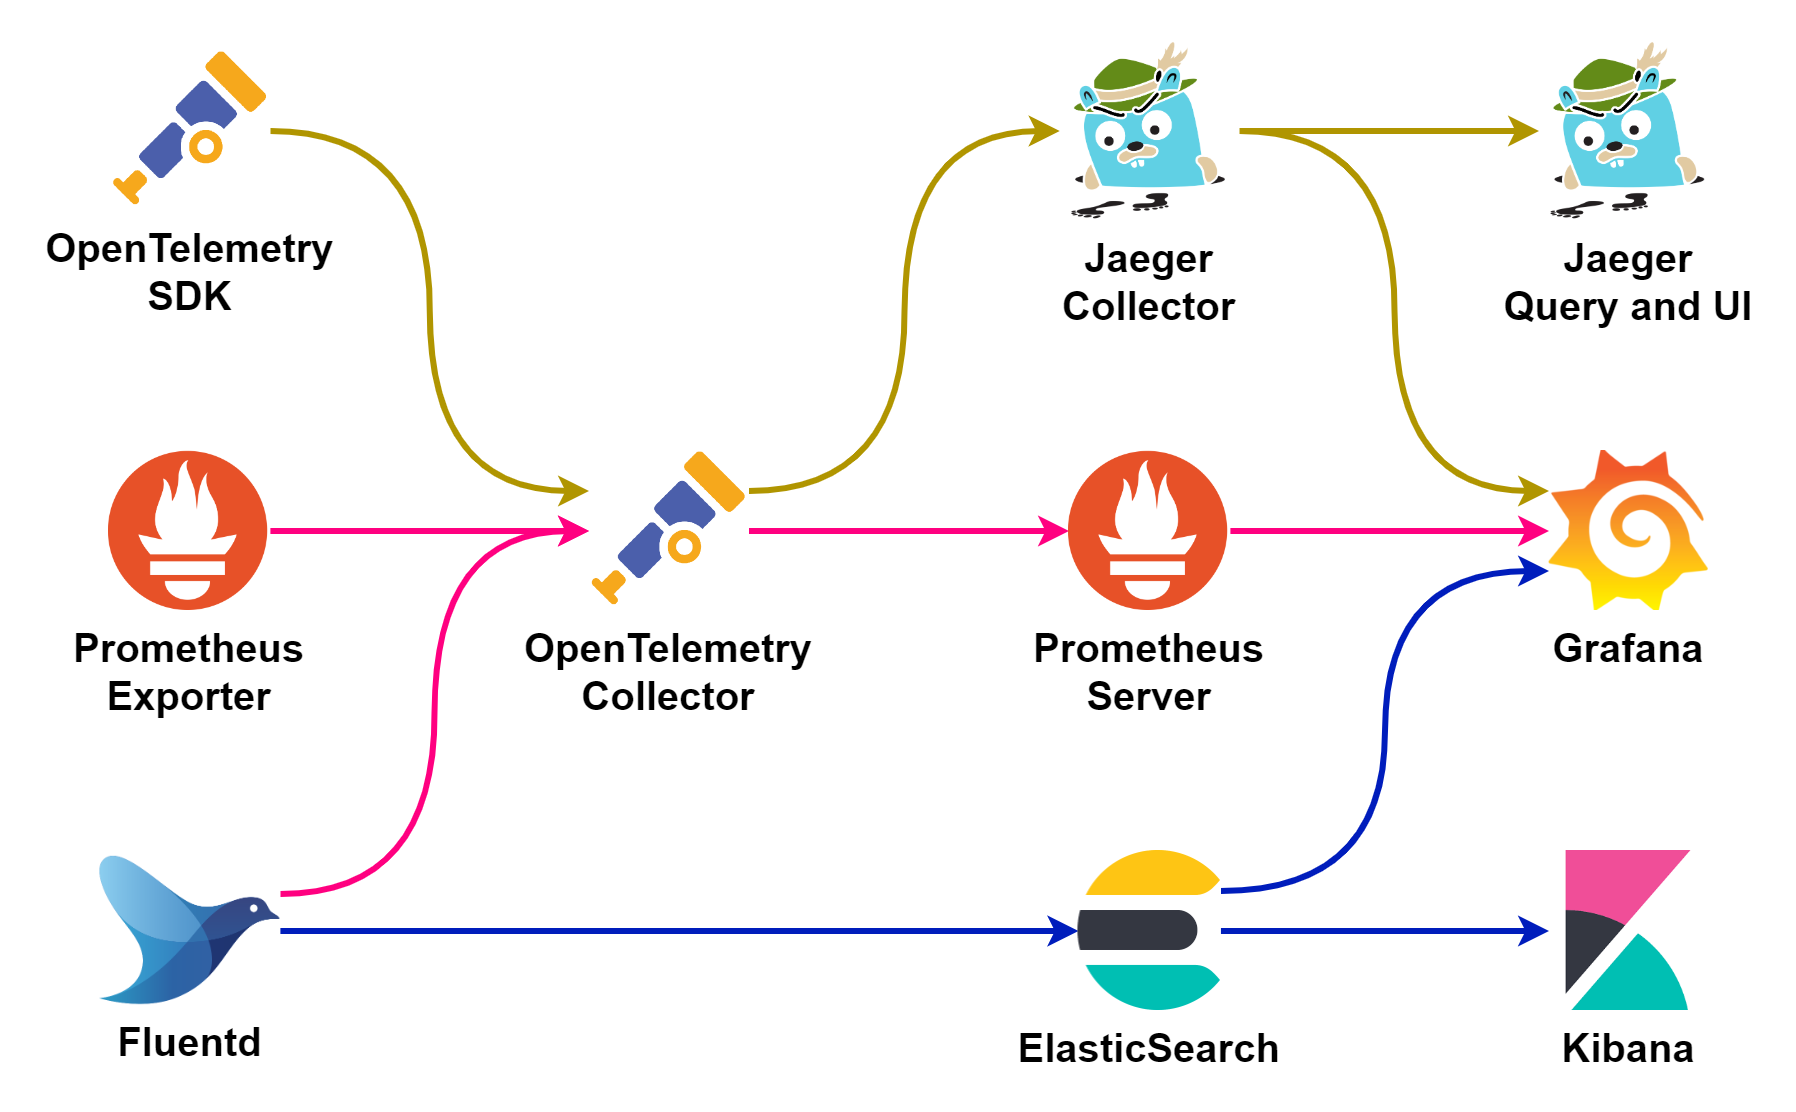 OpenTelemetry
SDK
Jaeger
Collector
Jaeger
Query and UI
Prometheus
Exporter
OpenTelemetry
Collector
Prometheus
Server
Grafana
Fluentd
ElasticSearch
Kibana